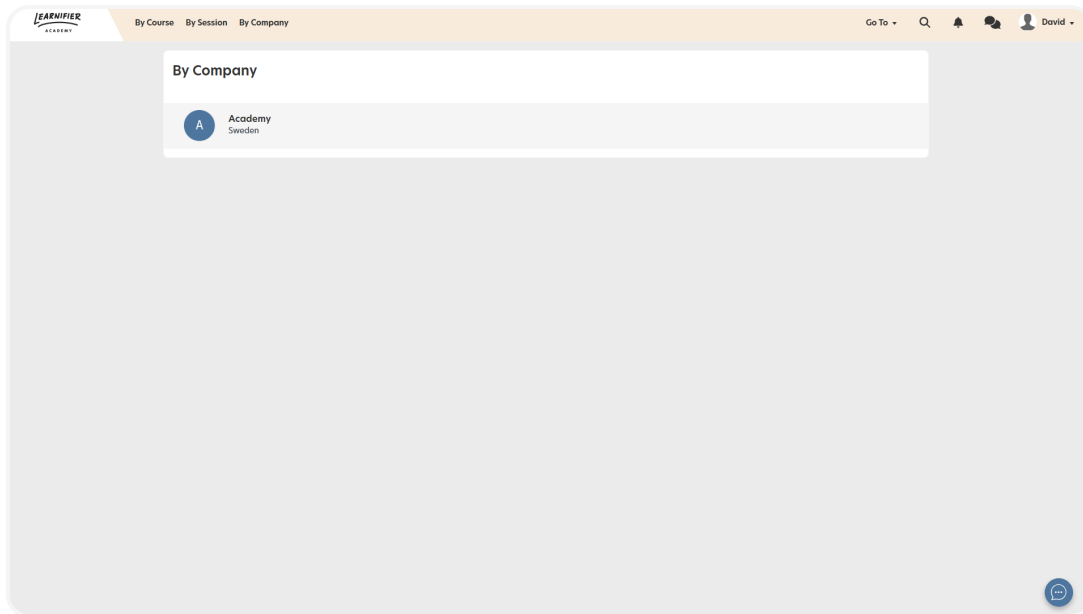 LEARNIFIER
ACADEMY
By Course By Session By Company
Go To
David
By Company
A
Academy
Sweden